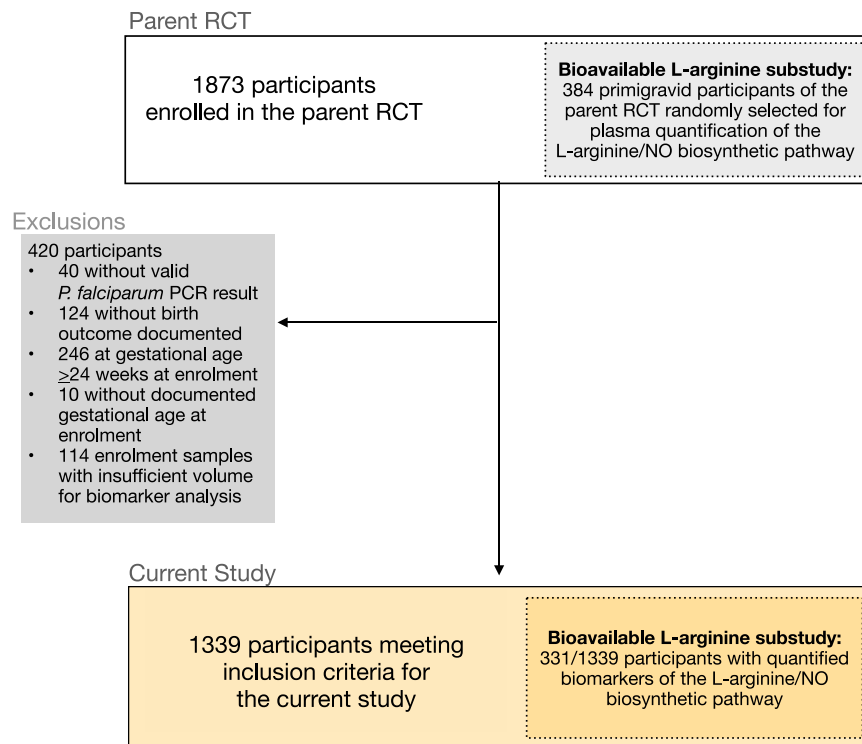 Parent RCT
1873 participants
enrolled in the parent RCT
Bioavailable L-arginine substudy:
384 primigravid participants of the
parent RCT randomly selected for
plasma quantification of the
L-arginine/NO biosynthetic pathway
Exclusions
420 participants
• 40 without valid
P. falciparum PCR result
• 124 without birth
outcome documented
• 246 at gestational age
≥24 weeks at enrolment
• 10 without documented
gestational age at
enrolment
• 114 enrolment samples
with insufficient volume
for biomarker analysis
Current Study
1339 participants meeting
inclusion criteria for
the current study
Bioavailable L-arginine substudy:
331/1339 participants with quantified
biomarkers of the L-arginine/NO
biosynthetic pathway